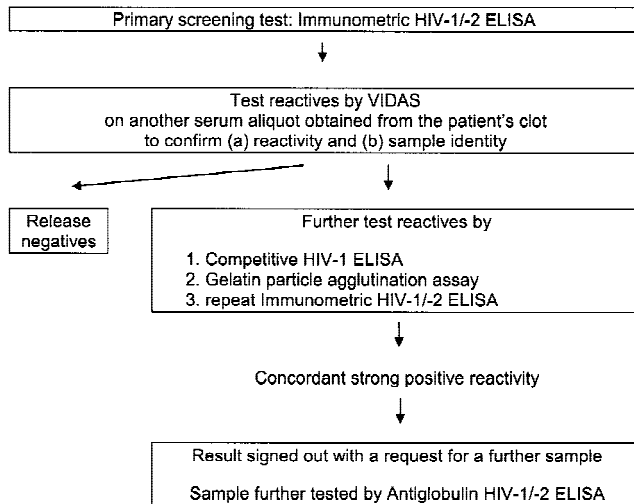 Primary screening test: Immunometric HIV-1/-2 ELISA
Test reactives by VIDAS
on another serum aliquot obtained from the patient's clot
to confirm (a) reactivity and (b) sample identity
Release
negatives
Further test reactives by
1. Competitive HIV-1 ELISA
2. Gelatin particle agglutination assay
3. repeat Immunometric HIV-1/-2 ELISA
Concordant strong positive reactivity
Result signed out with a request for a further sample
Sample further tested by Antiglobulin HIV-1/-2 ELISA